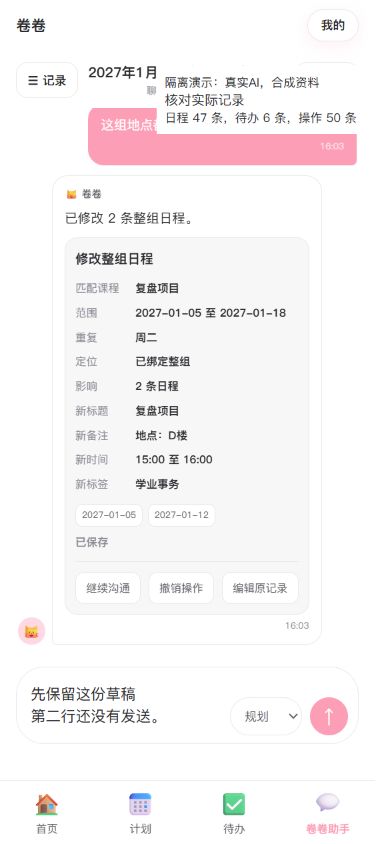 卷卷
我的
☰ 记录
2027年1月
聊
隔离演示：真实AI，合成资料
核对实际记录
日程 47 条，待办 6 条，操作 50 条
这组地点
16:03
卷卷
已修改 2 条整组日程。
修改整组日程
匹配课程 复盘项目
范围 2027-01-05 至 2027-01-18
重复 周二
定位 已绑定整组
影响 2 条日程
新标题 复盘项目
新备注 地点：D楼
新时间 15:00 至 16:00
新标签 学业事务
2027-01-05 2027-01-12
已保存
继续沟通 撤销操作 编辑原记录
16:03
先保留这份草稿
第二行还没有发送。
规划
首页 计划 待办 卷卷助手